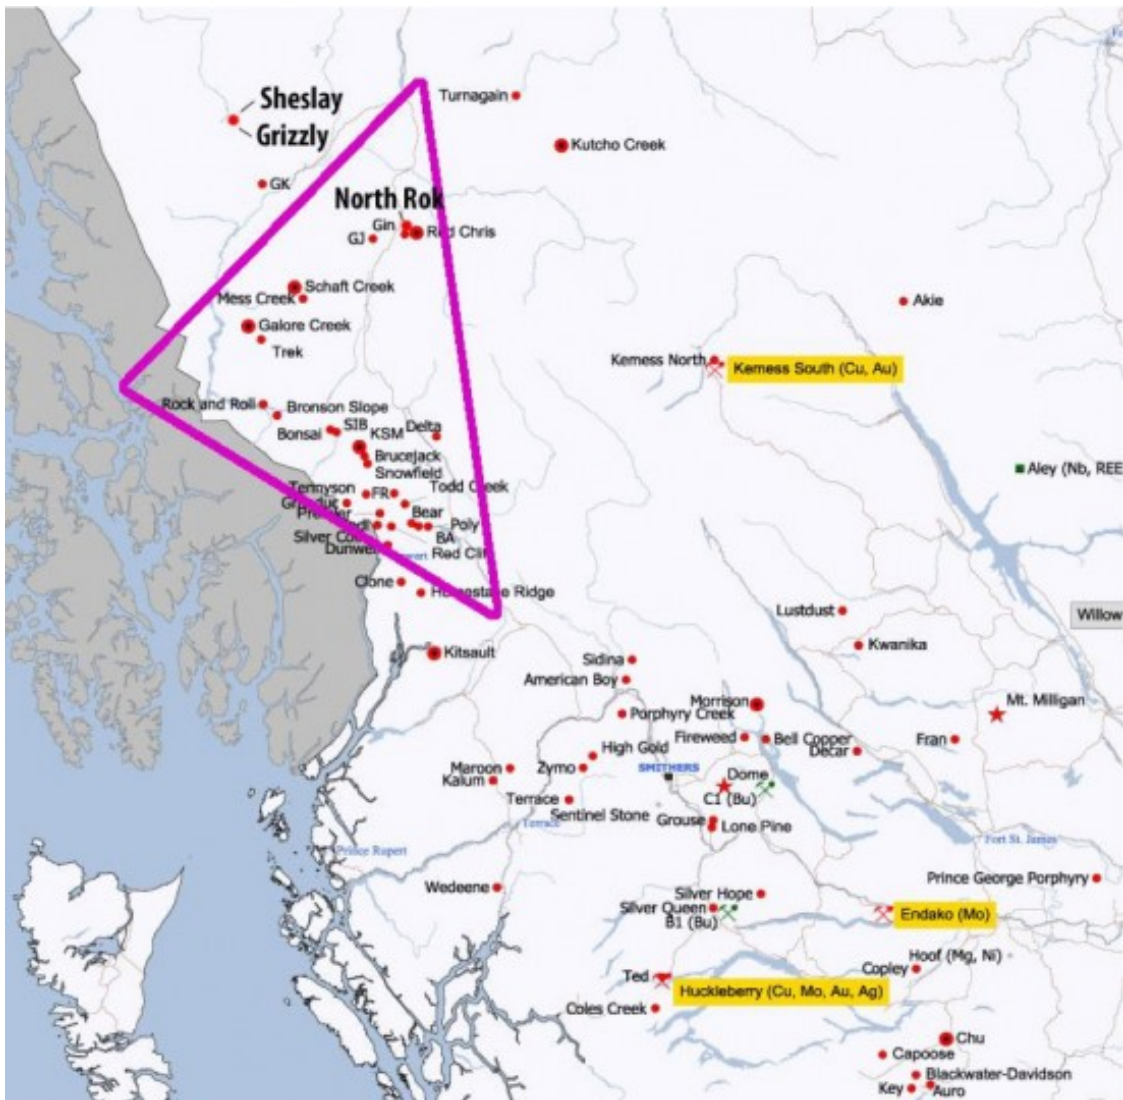 Sheslay
Turnagain
Grizzly
Kutcho Creek
GK
North Rok
Gin
Red Chris
GJ
Schaft Creek
Mess Creek
Akie
Galore Creek
Trek
Kemess North
Kemess South (Cu, Au)
Rock and Roll
Bronson Slope
SIB
Delta
Bonsai
KSM
Brucejack
Aley (Nb, REE
Snowfield
Todd Creek
Tennyson
FR
Bear
Poly
BA
Red Cliff
Clone
Homestake Ridge
Lustdust
Willow
Kwanika
Kitsault
Sidina
American Boy
Morrison
Mt. Milligan
Porphyry Creek
Fireweed
Bell Copper
Fran
Decar
High Gold
Maroon
Zymo
SMITHERS
Dome
Kalum
C1 (Bu)
Terrace
Sentinel Stone
Grouse
Lone Pine
Terrace
Fort St. James
Prince Rupert
Prince George Porphyry
Wedeene
Silver Hope
Silver Queen
B1 (Bu)
Endako (Mo)
Hoof (Mg, Ni)
Copley
Ted
Huckleberry (Cu, Mo, Au, Ag)
Coles Creek
Chu
Capoose
Blackwater-Davidson
Key
Auro